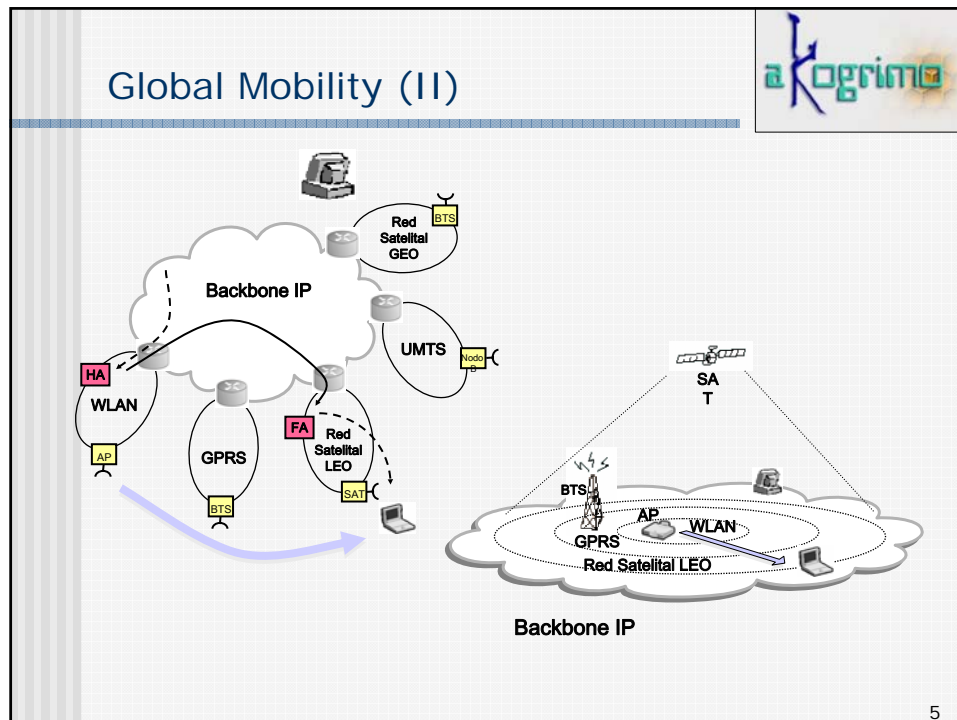 Global Mobility (II)
akogrimo
BTS
Red
Satelital
GEO
Backbone IP
UMTS
Nodo
B
HA
WLAN
FA
Red
Satelital
LEO
AP
GPRS
SAT
BTS
SA
T
BTS
AP
WLAN
GPRS
Red Satelital LEO
Backbone IP
5